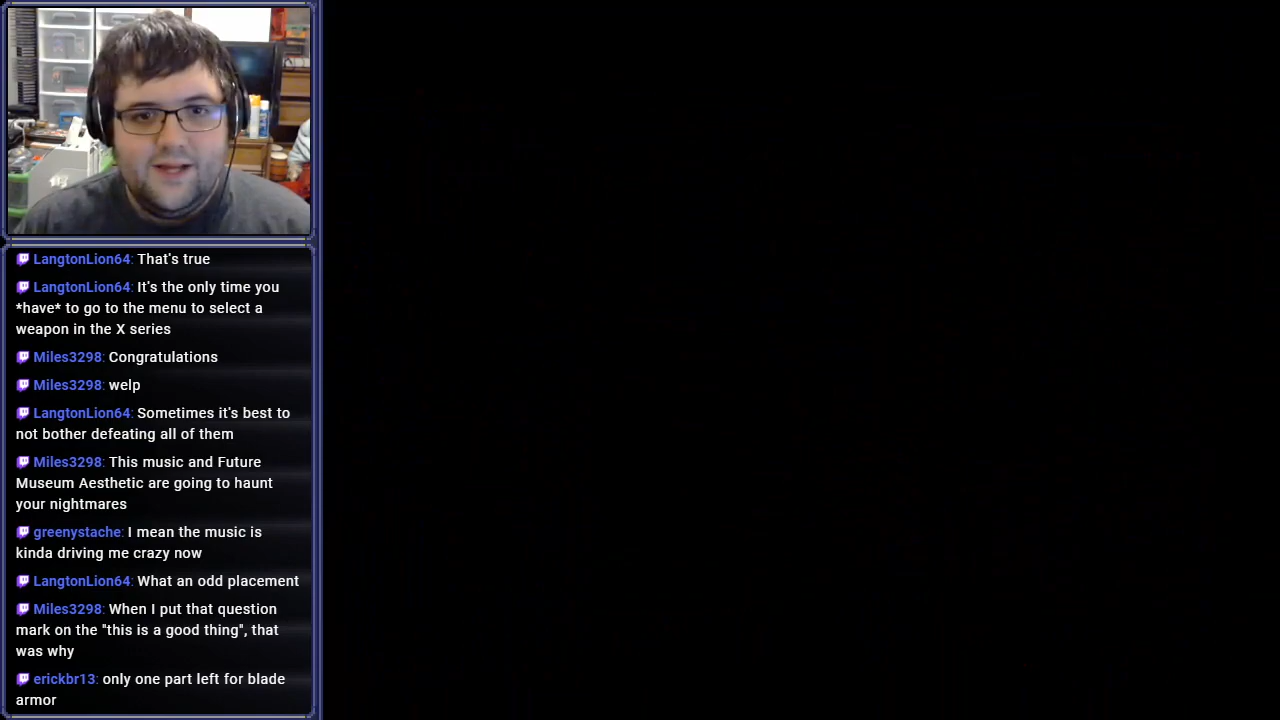 LangtonLion64: That's true
LangtonLion64: It's the only time you
*have* to go to the menu to select a
weapon in the X series
Miles3298: Congratulations
Miles3298: welp
LangtonLion64: Sometimes it's best to
not bother defeating all of them
Miles3298: This music and Future
Museum Aesthetic are going to haunt
your nightmares
greenystache: I mean the music is
kinda driving me crazy now
LangtonLion64: What an odd placement
Miles3298: When I put that question
mark on the "this is a good thing", that
was why
erickbr13: only one part left for blade
armor